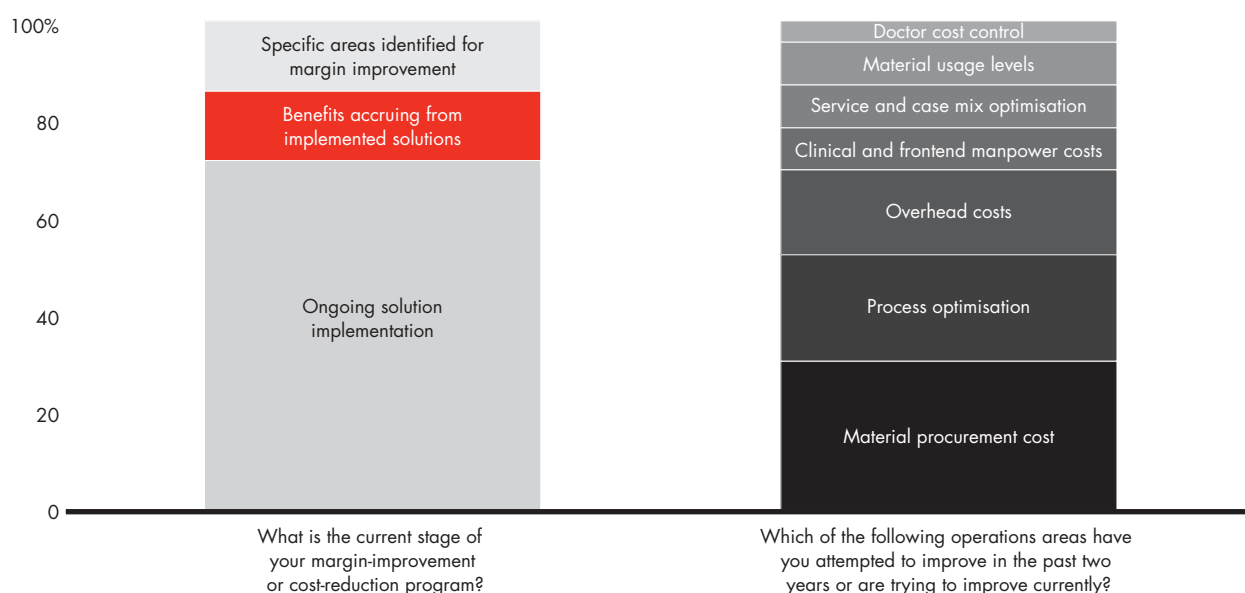 100%
80
60
40
20
0
Specific areas identified for
margin improvement
Benefits accruing from
implemented solutions
Ongoing solution
implementation
What is the current stage of
your margin-improvement
or cost-reduction program?
Doctor cost control
Material usage levels
Service and case mix optimisation
Clinical and frontend manpower costs
Overhead costs
Process optimisation
Material procurement cost
Which of the following operations areas have
you attempted to improve in the past two
years or are trying to improve currently?